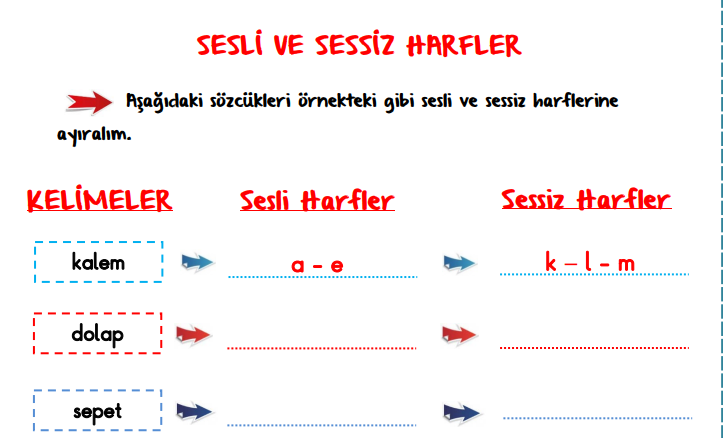 SESLİ VE SESSİZ HARFLER
Aşağıdaki sözcükleri örnekteki gibi sesli ve sessiz harflerine
ayıralım.
KELİMELER Sesli Harfler Sessiz Harfler
kalem a - e k – l - m
dolap
sepet